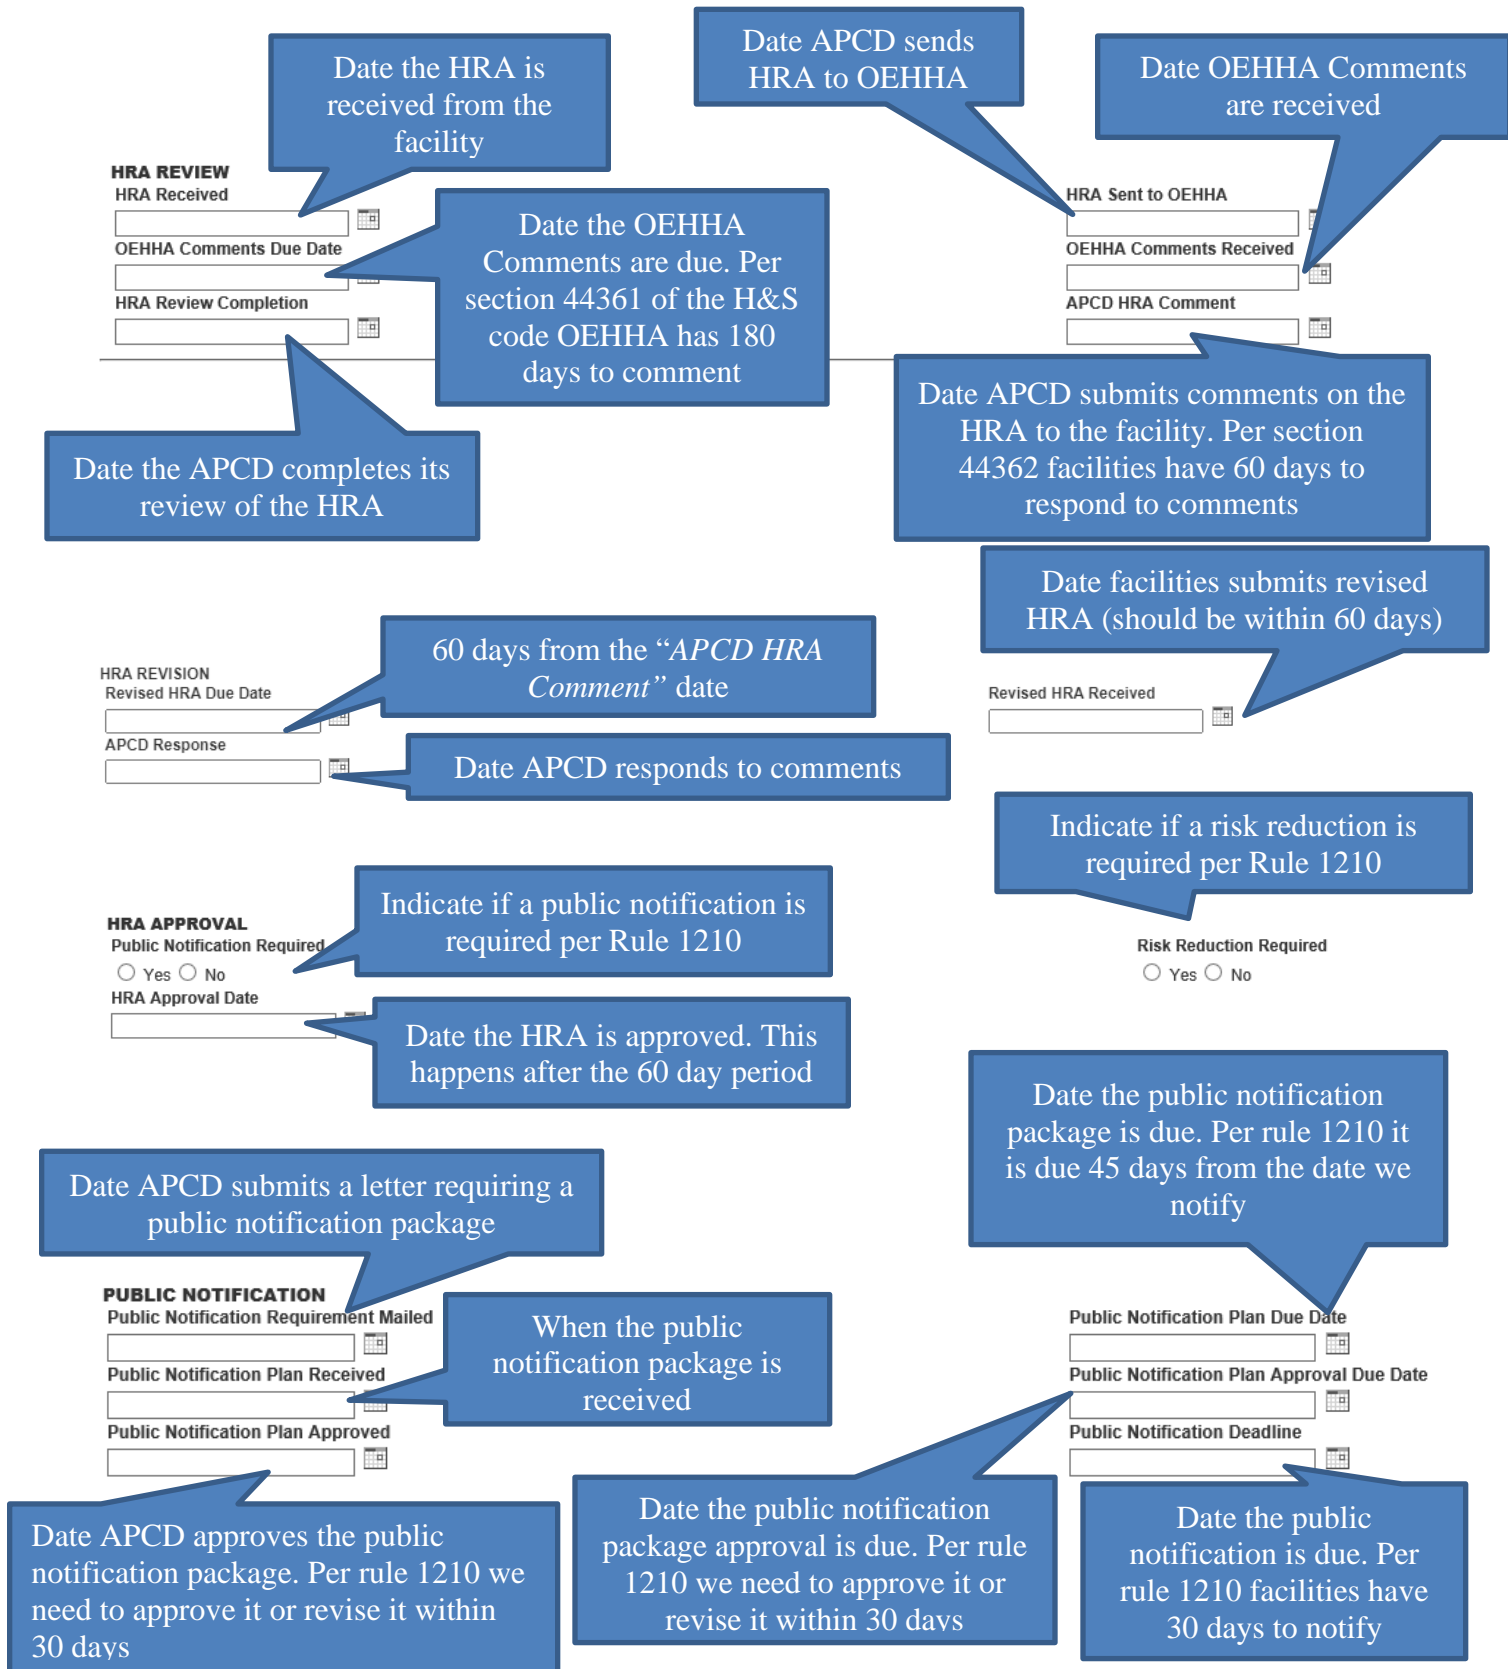 Date the HRA is
received from the
facility
Date APCD sends
HRA to OEHHA
Date OEHHA Comments
are received
HRA REVIEW
HRA Received
OEHHA Comments Due Date
HRA Review Completion
Date the OEHHA
Comments are due. Per
section 44361 of the H&S
code OEHHA has 180
days to comment
HRA Sent to OEHHA
OEHHA Comments Received
APCD HRA Comment
Date the APCD completes its
review of the HRA
Date APCD submits comments on the
HRA to the facility. Per section
44362 facilities have 60 days to
respond to comments
Date facilities submits revised
HRA (should be within 60 days)
60 days from the “APCD HRA
Comment” date
HRA REVISION
Revised HRA Due Date
APCD Response
Revised HRA Received
Date APCD responds to comments
Indicate if a risk reduction is
required per Rule 1210
Indicate if a public notification is
required per Rule 1210
HRA APPROVAL
Public Notification Required
Yes No
HRA Approval Date
Risk Reduction Required
Yes No
Date the HRA is approved. This
happens after the 60 day period
Date the public notification
package is due. Per rule 1210 it
is due 45 days from the date we
notify
Date APCD submits a letter requiring a
public notification package
PUBLIC NOTIFICATION
Public Notification Requirement Mailed
Public Notification Plan Received
Public Notification Plan Approved
When the public
notification package is
received
Public Notification Plan Due Date
Public Notification Plan Approval Due Date
Public Notification Deadline
Date APCD approves the public
notification package. Per rule 1210 we
need to approve it or revise it within
30 days
Date the public notification
package approval is due. Per rule
1210 we need to approve it or
revise it within 30 days
Date the public
notification is due. Per
rule 1210 facilities have
30 days to notify